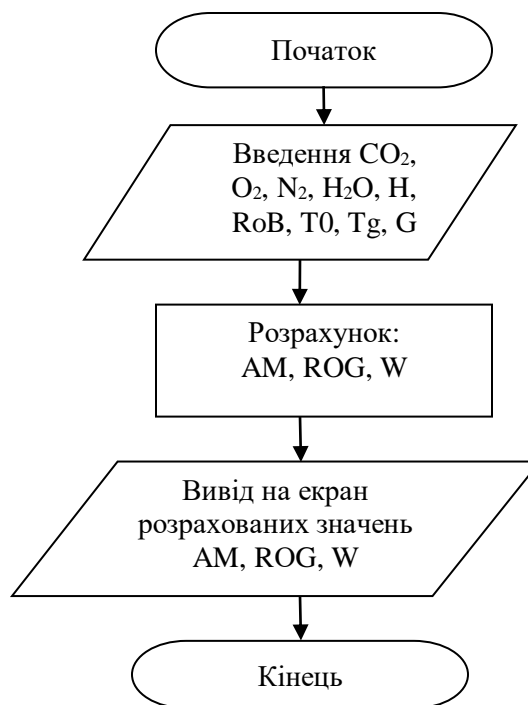 Початок
Введення CO₂,
O₂, N₂, H₂O, H,
RoB, T0, Tg, G
Розрахунок:
AM, ROG, W
Вивід на екран
розрахованих значень
AM, ROG, W
Кінець